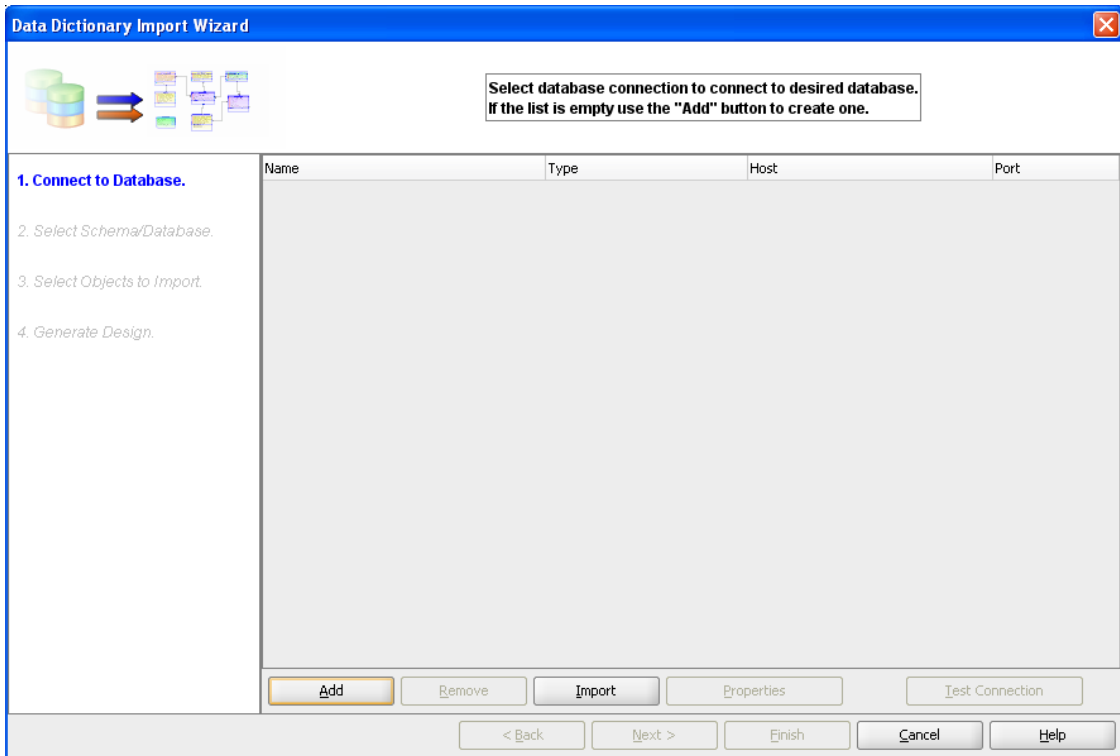 Data Dictionary Import Wizard
Select database connection to connect to desired database.
If the list is empty use the "Add" button to create one.
1. Connect to Database.
2. Select Schema/Database.
3. Select Objects to Import.
4. Generate Design.
Name Type Host Port
Add Remove Import Properties Test Connection
< Back Next > Finish Cancel Help